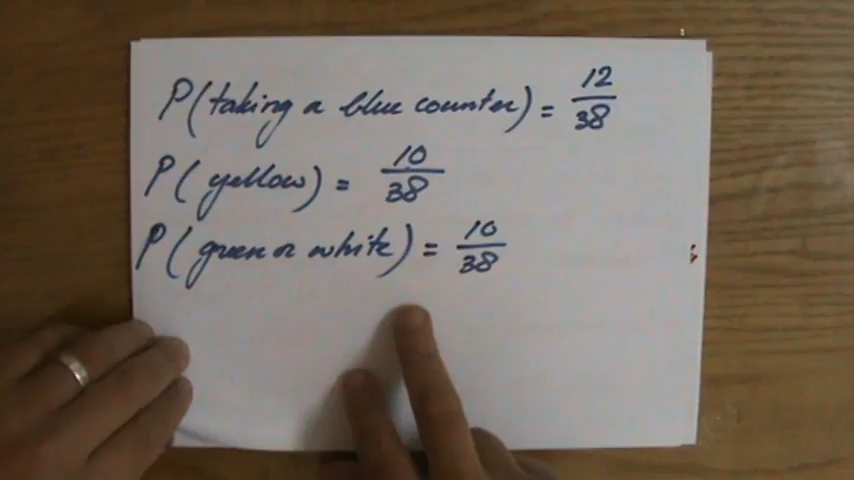 P(taking a blue counter) = 12/38
P(yellow) = 10/38
P(green or white) = 10/38